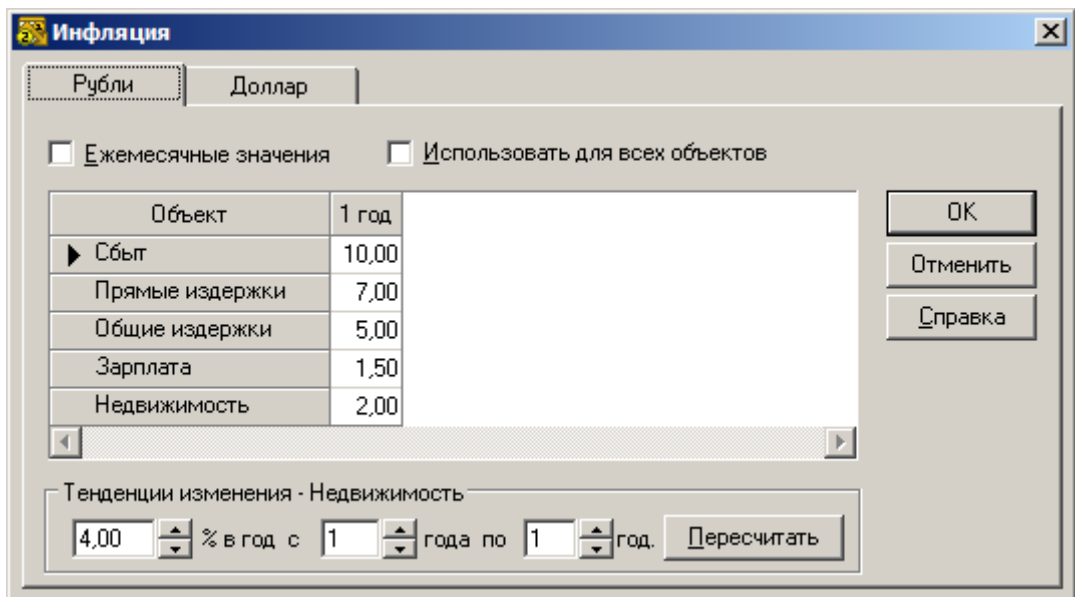 Инфляция
Рубли Доллар
Ежемесячные значения Использовать для всех объектов
Объект 1 год
Сбыт 10,00
Прямые издержки 7,00
Общие издержки 5,00
Зарплата 1,50
Недвижимость 2,00
OK
Отменить
Справка
Тенденции изменения - Недвижимость
4,00 % в год с 1 года по 1 год. Пересчитать